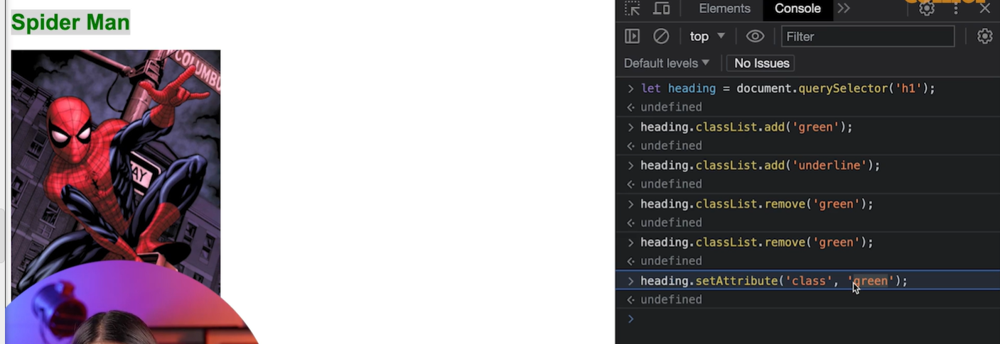 Spider Man
COLUMBU
WAY
Elements Console
top Filter
Default levels No Issues
> let heading = document.querySelector('h1');
undefined
> heading.classList.add('green');
undefined
> heading.classList.add('underline');
undefined
> heading.classList.remove('green');
undefined
> heading.classList.remove('green');
undefined
> heading.setAttribute('class', 'green');
undefined
>